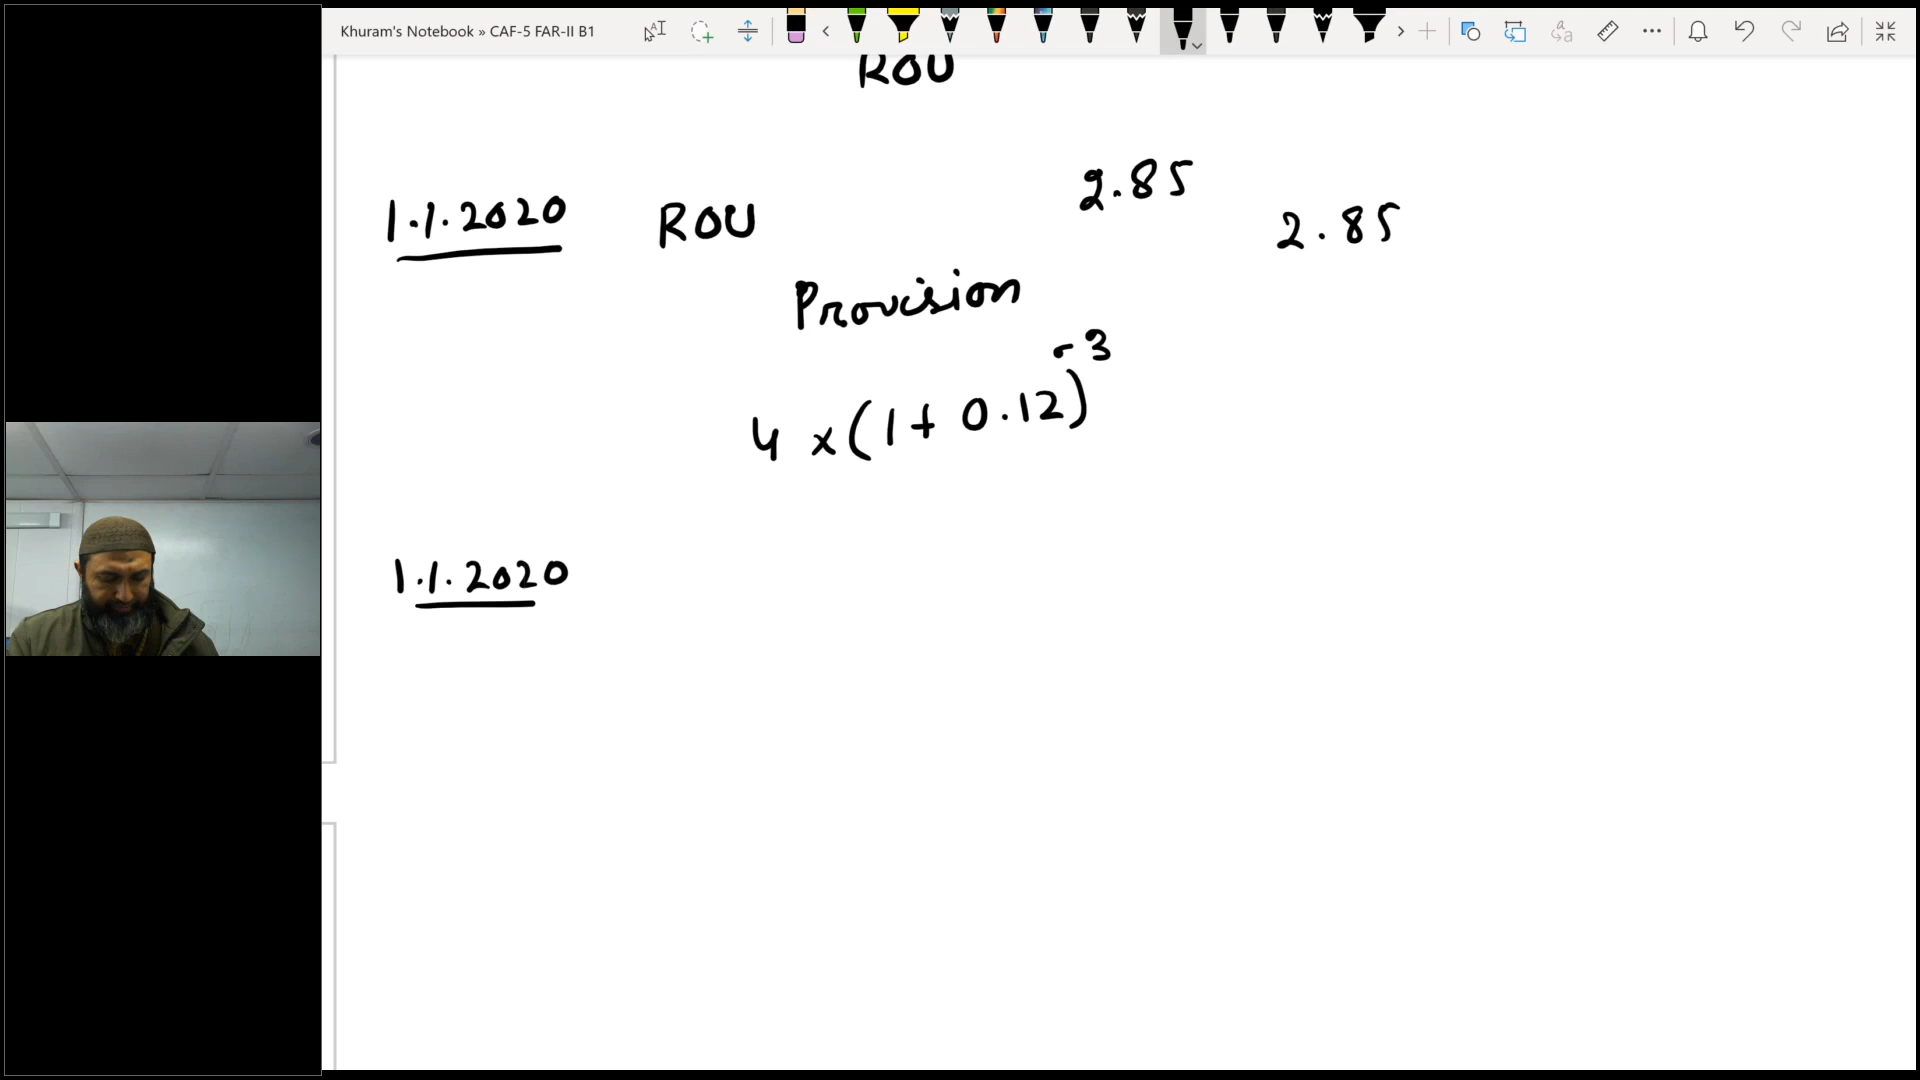 Khuram's Notebook » CAF-5 FAR-II B1
ROU
1.1.2020 ROU 2.85
2.85
Provision
4 x (1 + 0.12)^-3
1.1.2020